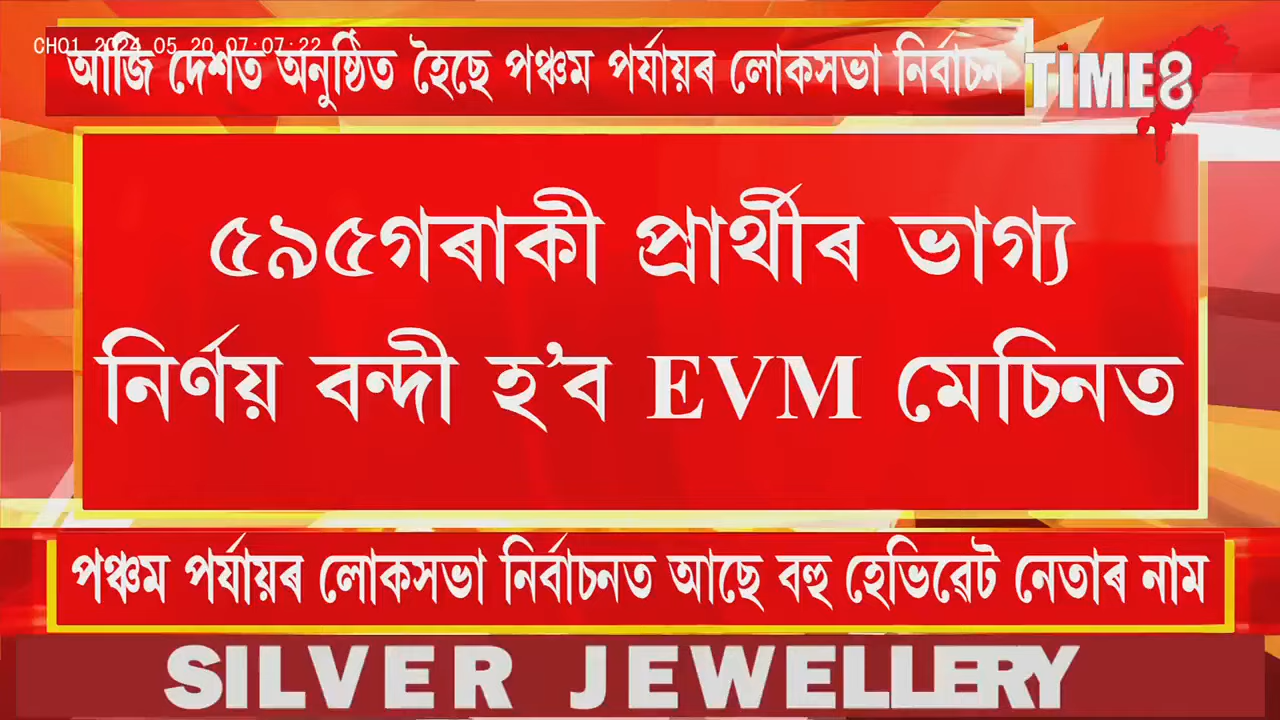 CH01 2024 05 20 07:07:22
আজি দেশত অনুষ্ঠিত হৈছে পঞ্চম পৰ্যায়ৰ লোকসভা নিৰ্বাচন
TIME8
৫৯৫গৰাকী প্ৰাৰ্থীৰ ভাগ্য
নিৰ্ণয় বন্দী হ'ব EVM মেচিনত
পঞ্চম পৰ্যায়ৰ লোকসভা নিৰ্বাচনত আছে বহু হেভিৱেট নেতাৰ নাম
SILVER JEWELLERY